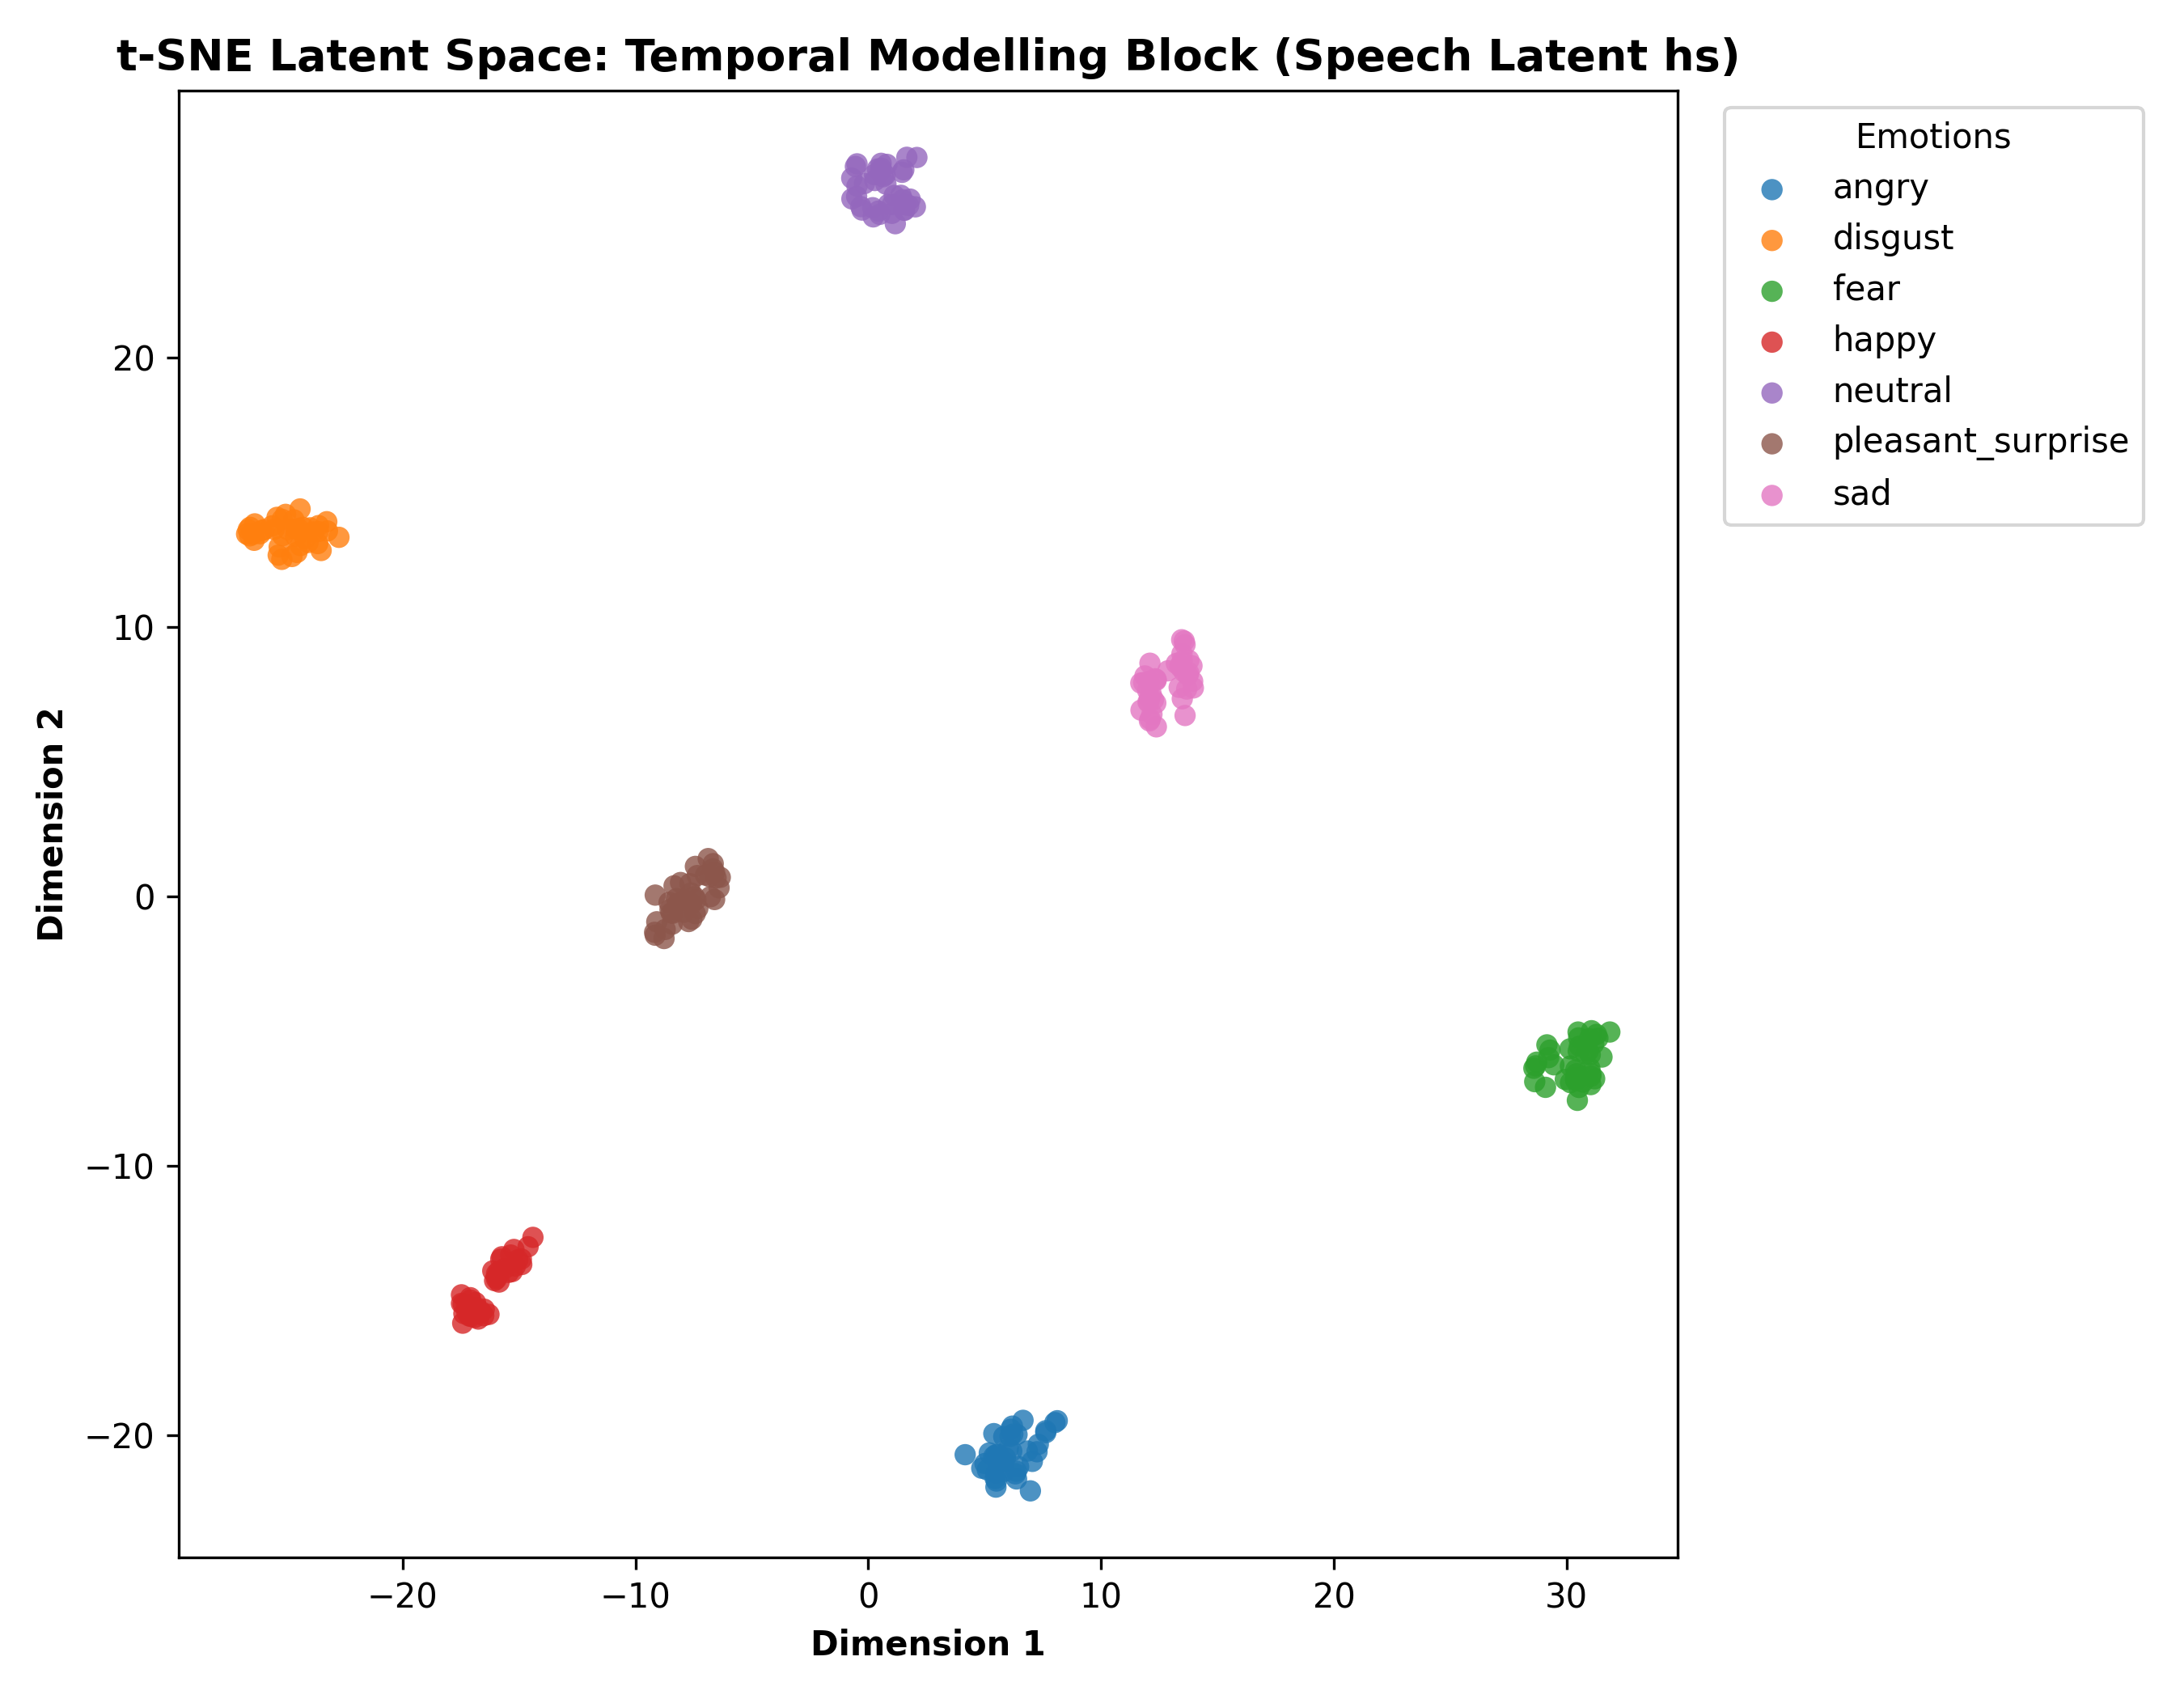 t-SNE Latent Space: Temporal Modelling Block (Speech Latent hs)
Emotions
angry
disgust
fear
happy
neutral
pleasant_surprise
sad
Dimension 2
20
10
0
−10
−20
−20
−10
0
10
20
30
Dimension 1